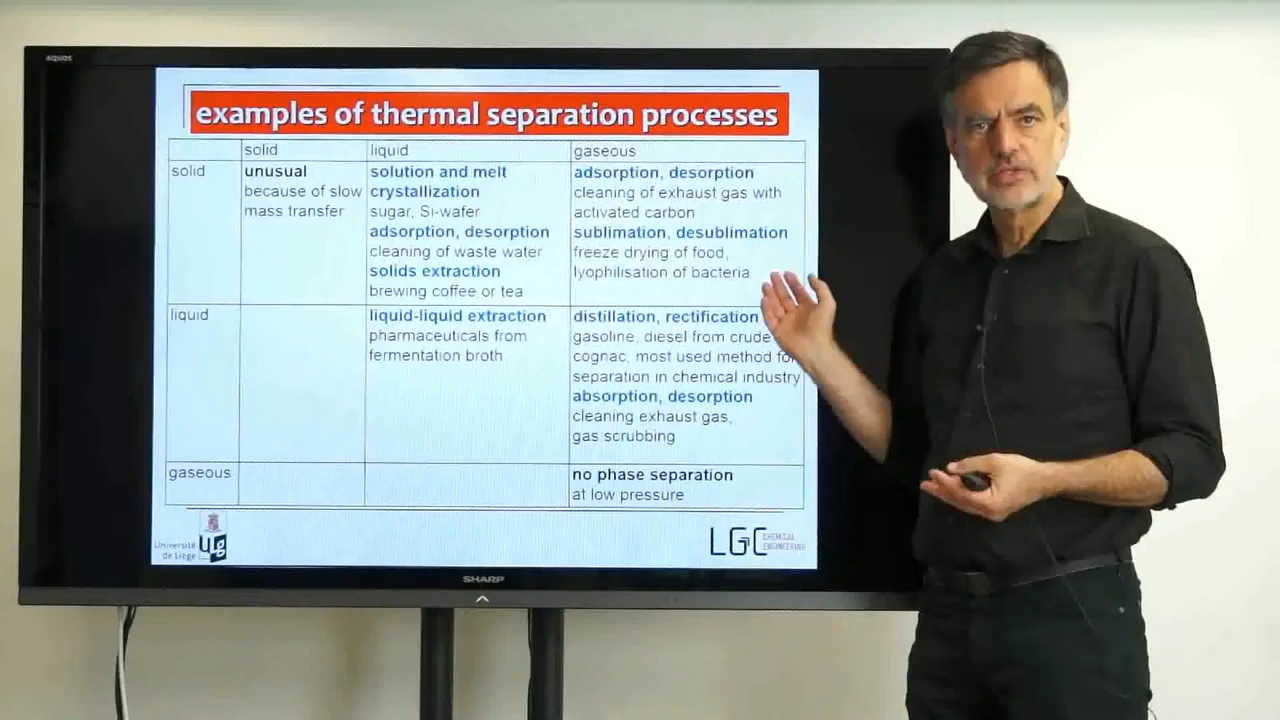 AQUOS
examples of thermal separation processes
solid
liquid
gaseous
solid
unusual
because of slow
mass transfer
solution and melt
crystallization
sugar, Si-wafer
adsorption, desorption
cleaning of waste water
solids extraction
brewing coffee or tea
adsorption, desorption
cleaning of exhaust gas with
activated carbon
sublimation, desublimation
freeze drying of food,
lyophilisation of bacteria
liquid
liquid-liquid extraction
pharmaceuticals from
fermentation broth
distillation, rectification
gasoline, diesel from crude
cognac, most used method for
separation in chemical industry
absorption, desorption
cleaning exhaust gas,
gas scrubbing
gaseous
no phase separation
at low pressure
Université
de Liège
LGC
CHEMICAL
ENGINEERING
SHARP